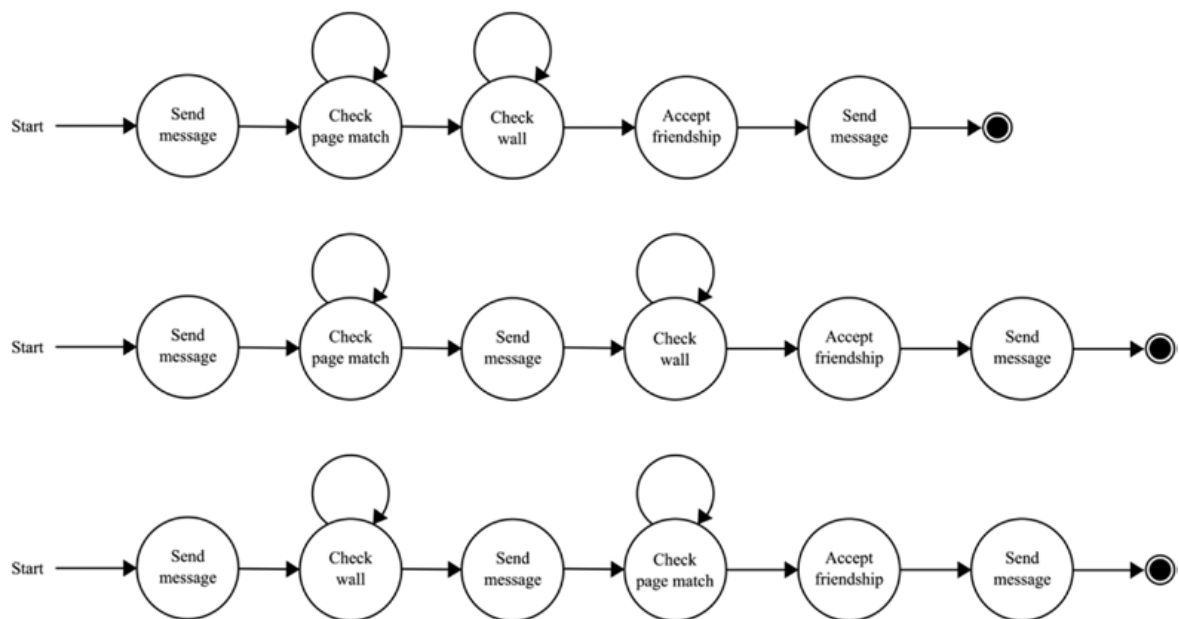 Start
Send
message
Check
page match
Check
wall
Accept
friendship
Send
message
Start
Send
message
Check
page match
Send
message
Check
wall
Accept
friendship
Send
message
Start
Send
message
Check
wall
Send
message
Check
page match
Accept
friendship
Send
message